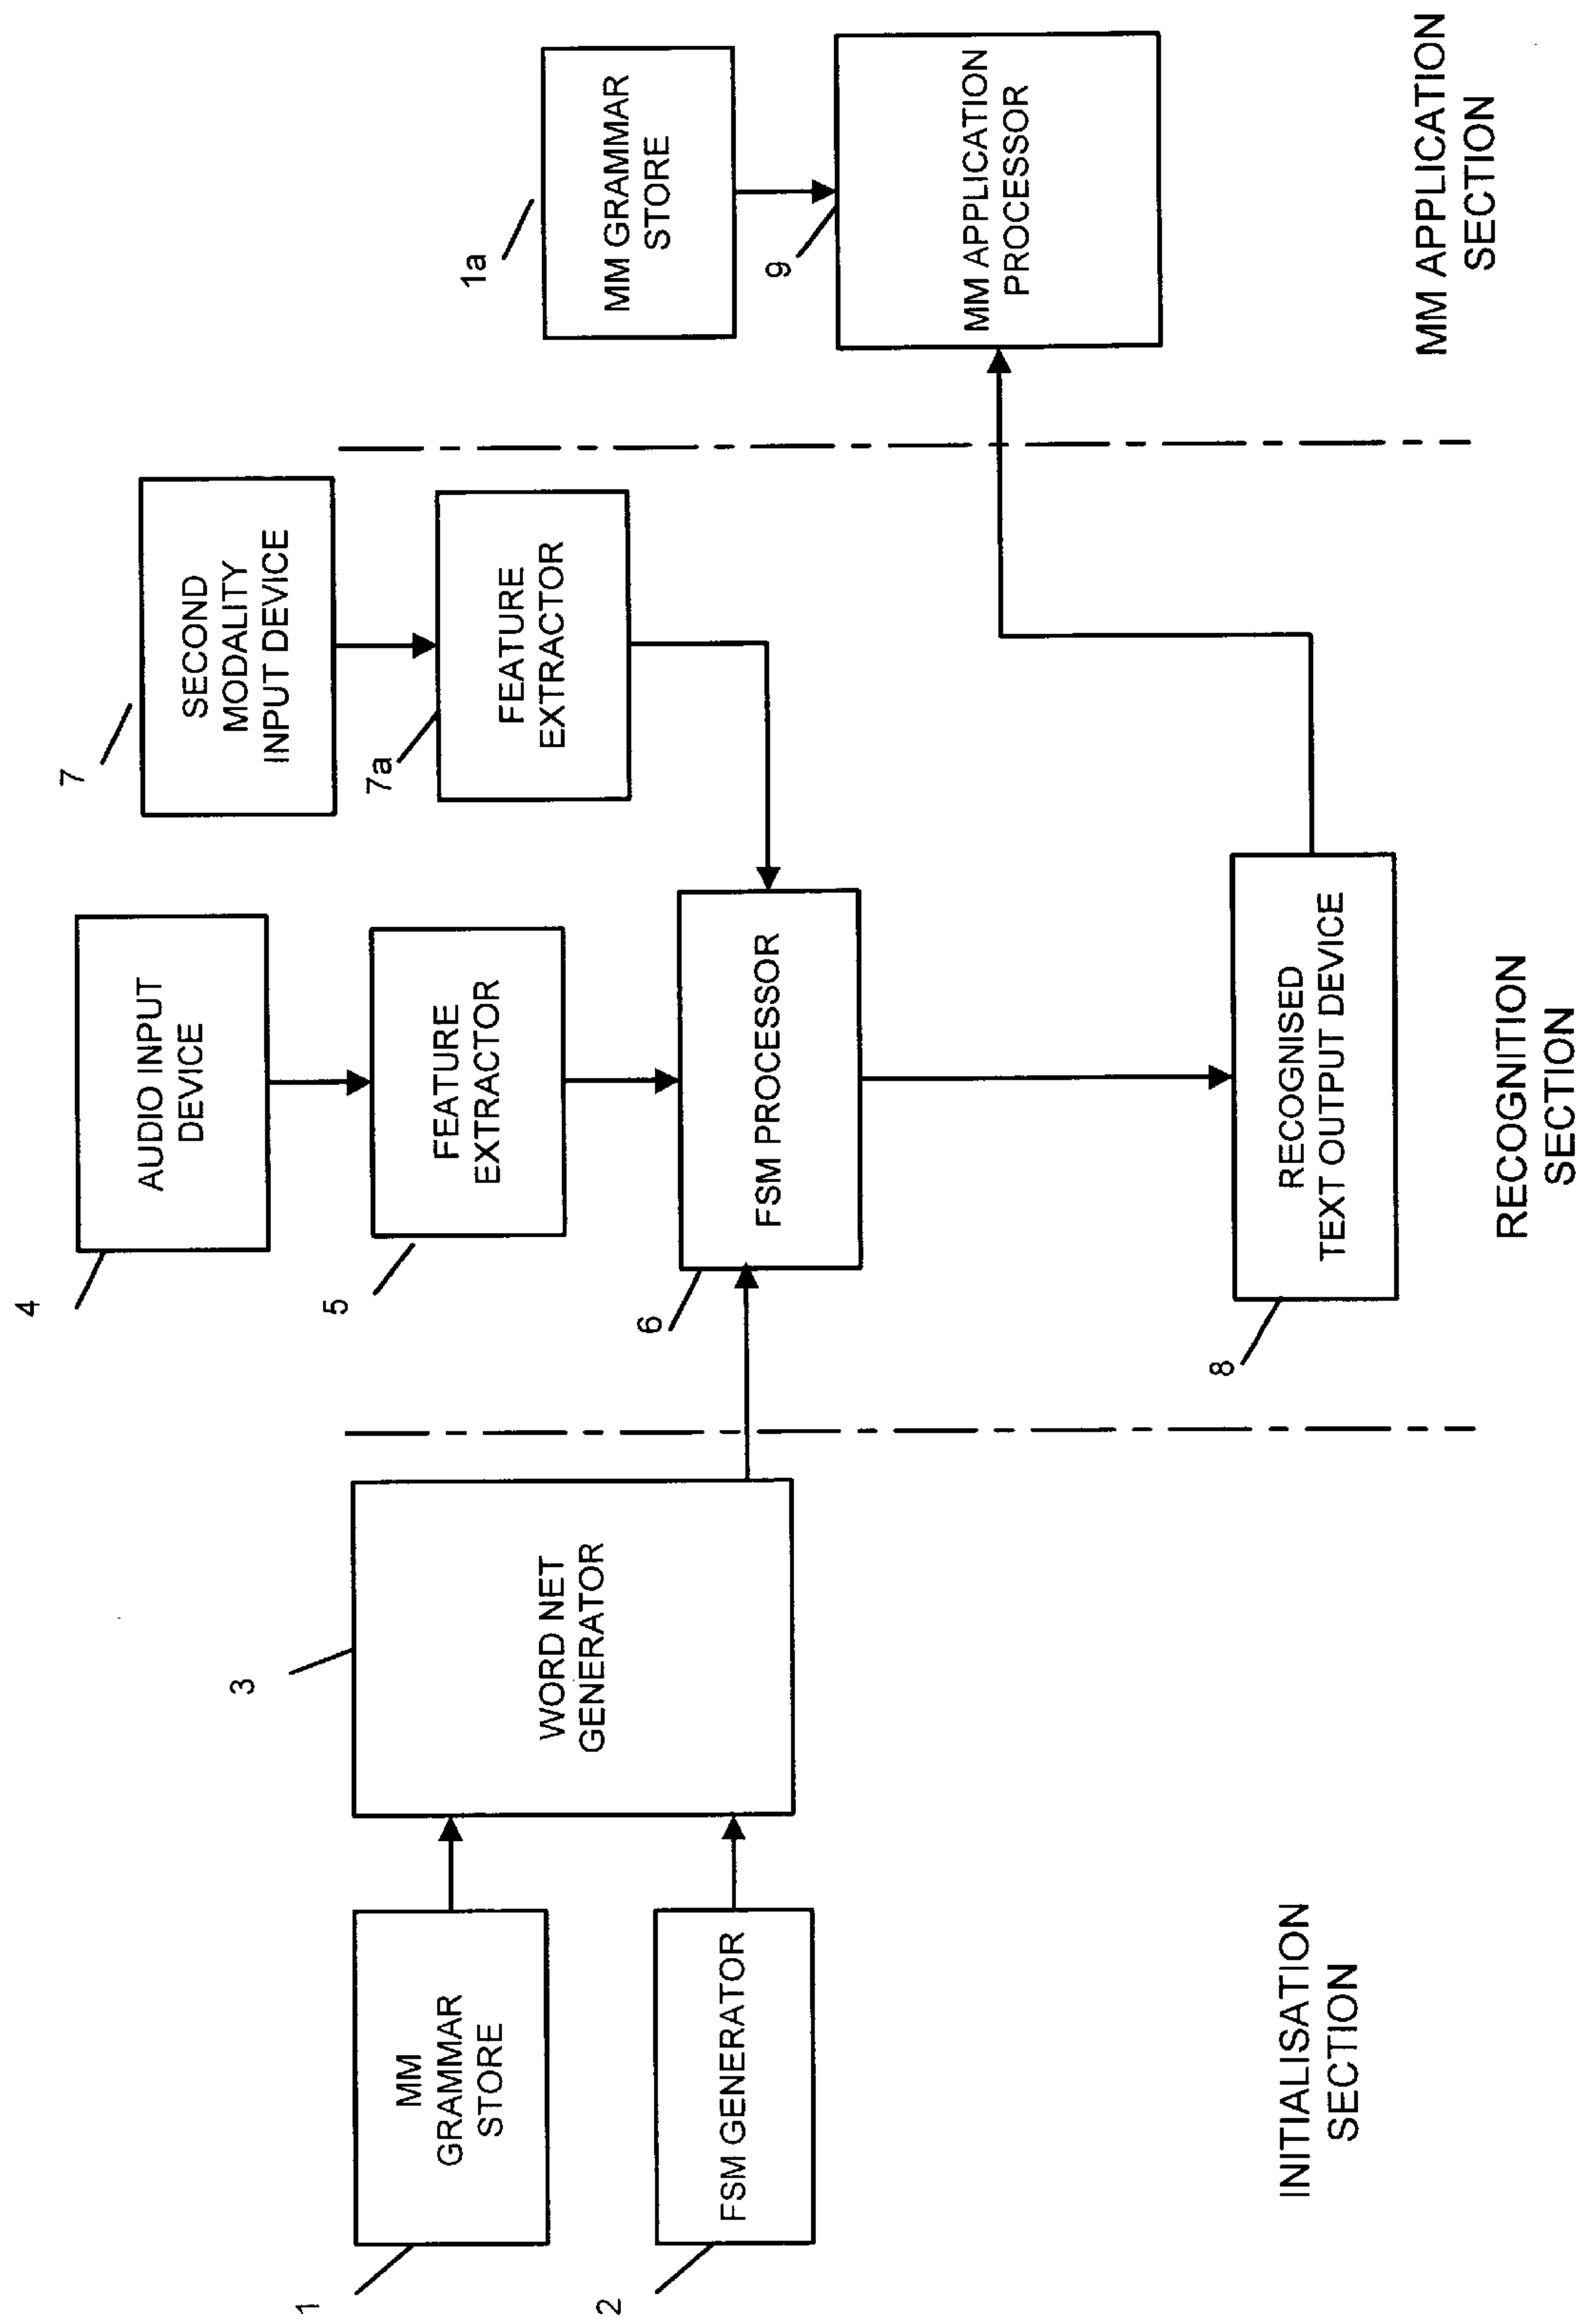 1
MM
GRAMMAR
STORE
2
FSM GENERATOR
3
WORD NET
GENERATOR
INITIALISATION
SECTION
4
AUDIO INPUT
DEVICE
5
FEATURE
EXTRACTOR
6
FSM PROCESSOR
7
SECOND
MODALITY
INPUT DEVICE
7a
FEATURE
EXTRACTOR
8
RECOGNISED
TEXT OUTPUT DEVICE
RECOGNITION
SECTION
1a
MM GRAMMAR
STORE
9
MM APPLICATION
PROCESSOR
MM APPLICATION
SECTION